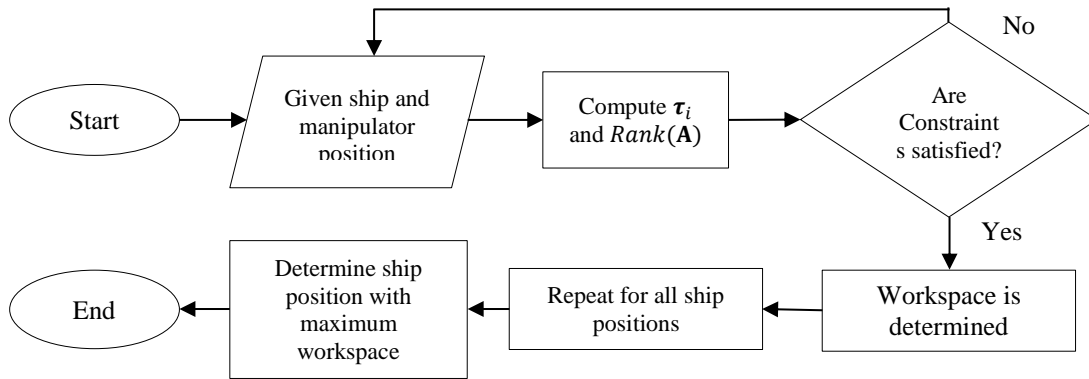 Start
Given ship and
manipulator
position
Compute 𝝉𝑖
and 𝑅𝑎𝑛𝑘(𝐀)
Are
Constraint
s satisfied?
No
Yes
Workspace is
determined
Repeat for all ship
positions
Determine ship
position with
maximum
workspace
End